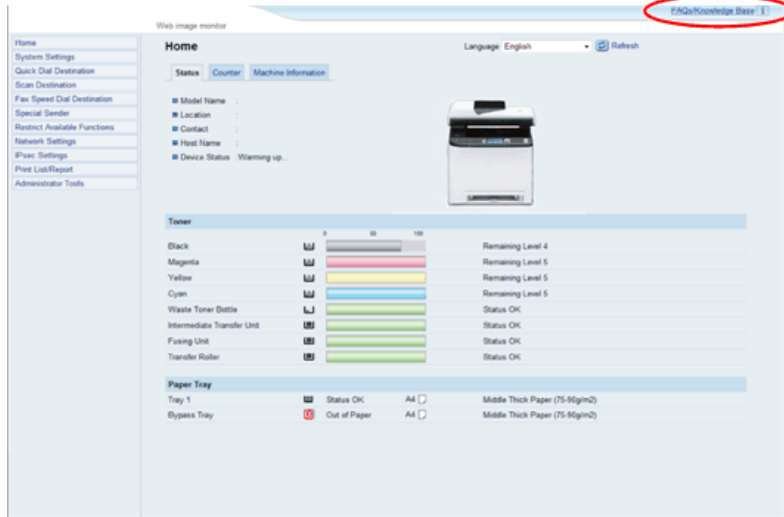 FAQs/Knowledge Base
Web image monitor
Home
System Settings
Quick Dial Destination
Scan Destination
Fax Speed Dial Destination
Special Sender
Restrict Available Functions
Network Settings
IPsec Settings
Print List/Report
Administrator Tools
Home
Language English
Refresh
Status Counter Machine Information
Model Name :
Location :
Contact :
Host Name :
Device Status :Warming up...
Toner
0 50 100
Black Remaining Level 4
Magenta Remaining Level 5
Yellow Remaining Level 5
Cyan Remaining Level 5
Waste Toner Bottle Status OK
Intermediate Transfer Unit Status OK
Fusing Unit Status OK
Transfer Roller Status OK
Paper Tray
Tray 1 Status OK A4 Middle Thick Paper (75-90g/m2)
Bypass Tray Out of Paper A4 Middle Thick Paper (75-90g/m2)